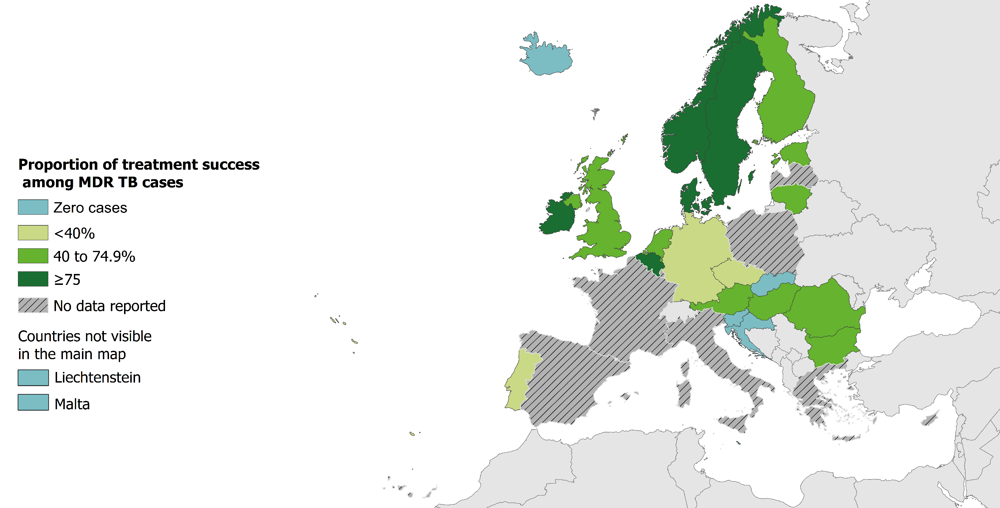 Proportion of treatment success
among MDR TB cases
Zero cases
<40%
40 to 74.9%
≥75
No data reported
Countries not visible
in the main map
Liechtenstein
Malta